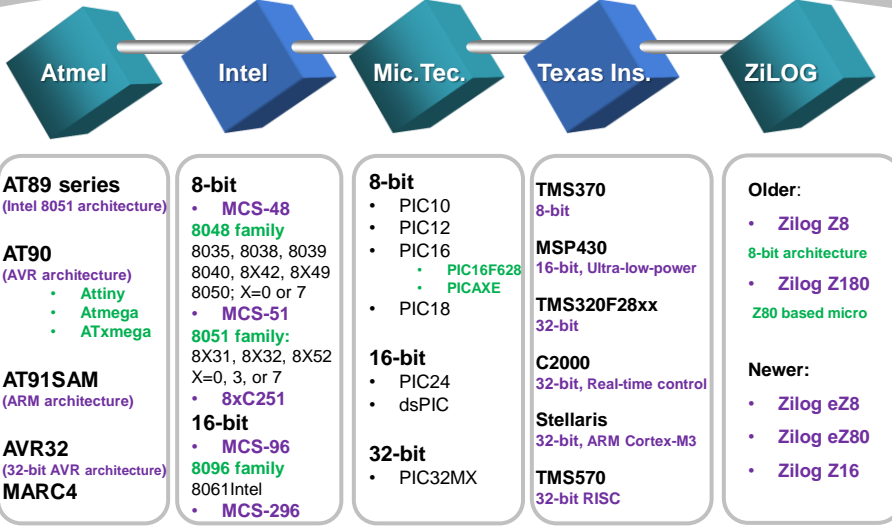 Atmel
Intel
Mic.Tec.
Texas Ins.
ZiLOG
AT89 series
(Intel 8051 architecture)
AT90
(AVR architecture)
• Attiny
• Atmega
• ATxmega
AT91SAM
(ARM architecture)
AVR32
(32-bit AVR architecture)
MARC4
8-bit
• MCS-48
8048 family
8035, 8038, 8039
8040, 8X42, 8X49
8050; X=0 or 7
• MCS-51
8051 family:
8X31, 8X32, 8X52
X=0, 3, or 7
• 8xC251
16-bit
• MCS-96
8096 family
8061Intel
• MCS-296
8-bit
• PIC10
• PIC12
• PIC16
• PIC16F628
• PICAXE
• PIC18
16-bit
• PIC24
• dsPIC
32-bit
• PIC32MX
TMS370
8-bit
MSP430
16-bit, Ultra-low-power
TMS320F28xx
32-bit
C2000
32-bit, Real-time control
Stellaris
32-bit, ARM Cortex-M3
TMS570
32-bit RISC
Older:
• Zilog Z8
8-bit architecture
• Zilog Z180
Z80 based micro
Newer:
• Zilog eZ8
• Zilog eZ80
• Zilog Z16